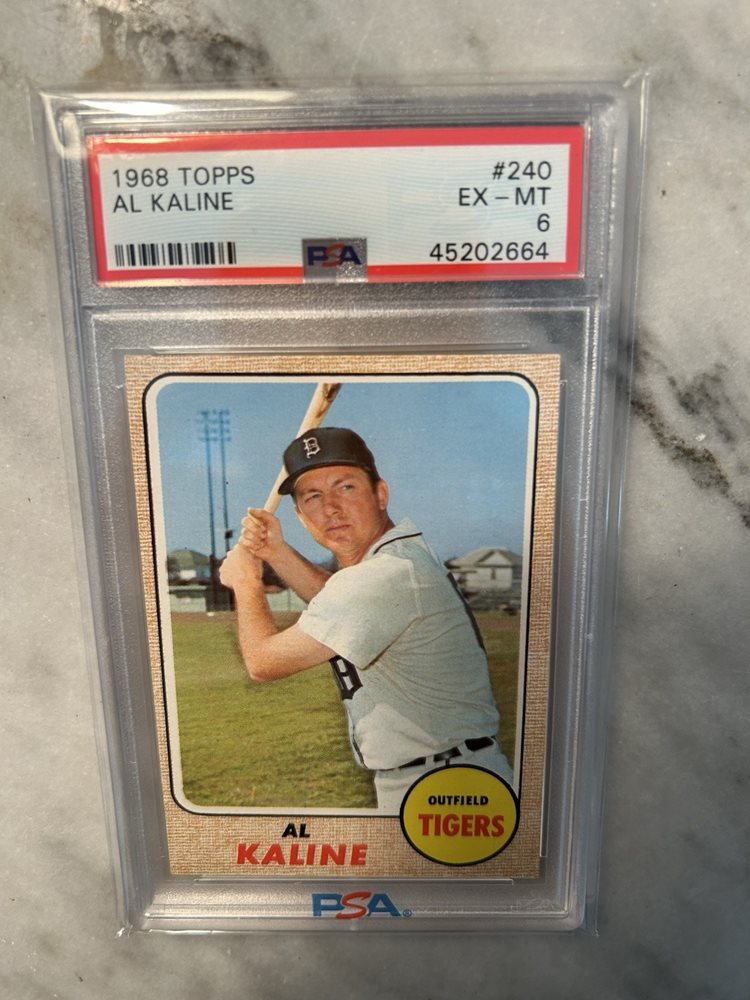 1968 TOPPS #240
AL KALINE EX - MT
6
PSA 45202664
D
D
OUTFIELD
TIGERS
AL
KALINE
PSA®